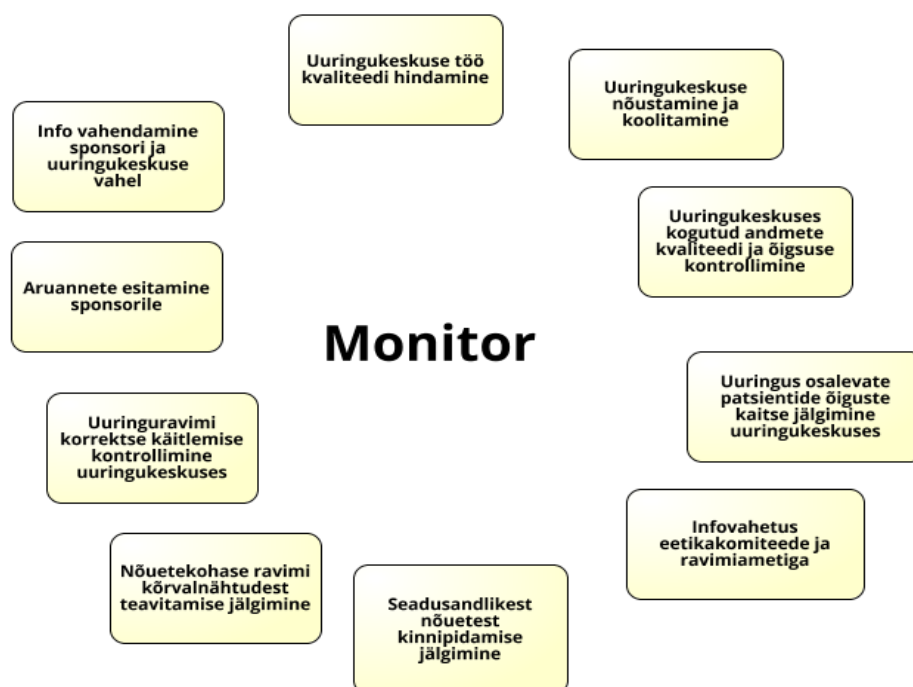 Uuringukeskuse töö
kvaliteedi hindamine
Uuringukeskuse
nõustamine ja
koolitamine
Info vahendamine
sponsori ja
uuringukeskuse
vahel
Uuringukeskuses
kogutud andmete
kvaliteedi ja õigsuse
kontrollimine
Aruannete esitamine
sponsorile
Monitor
Uuringus osalevate
patsientide õiguste
kaitse jälgimine
uuringukeskuses
Uuringuravimi
korrektse käitlemise
kontrollimine
uuringukeskuses
Infovahetus
eetikakomiteede ja
ravimiametiga
Nõuetekohase ravimi
kõrvalnähtudest
teavitamise jälgimine
Seadusandlikest
nõuetest
kinnipidamise
jälgimine